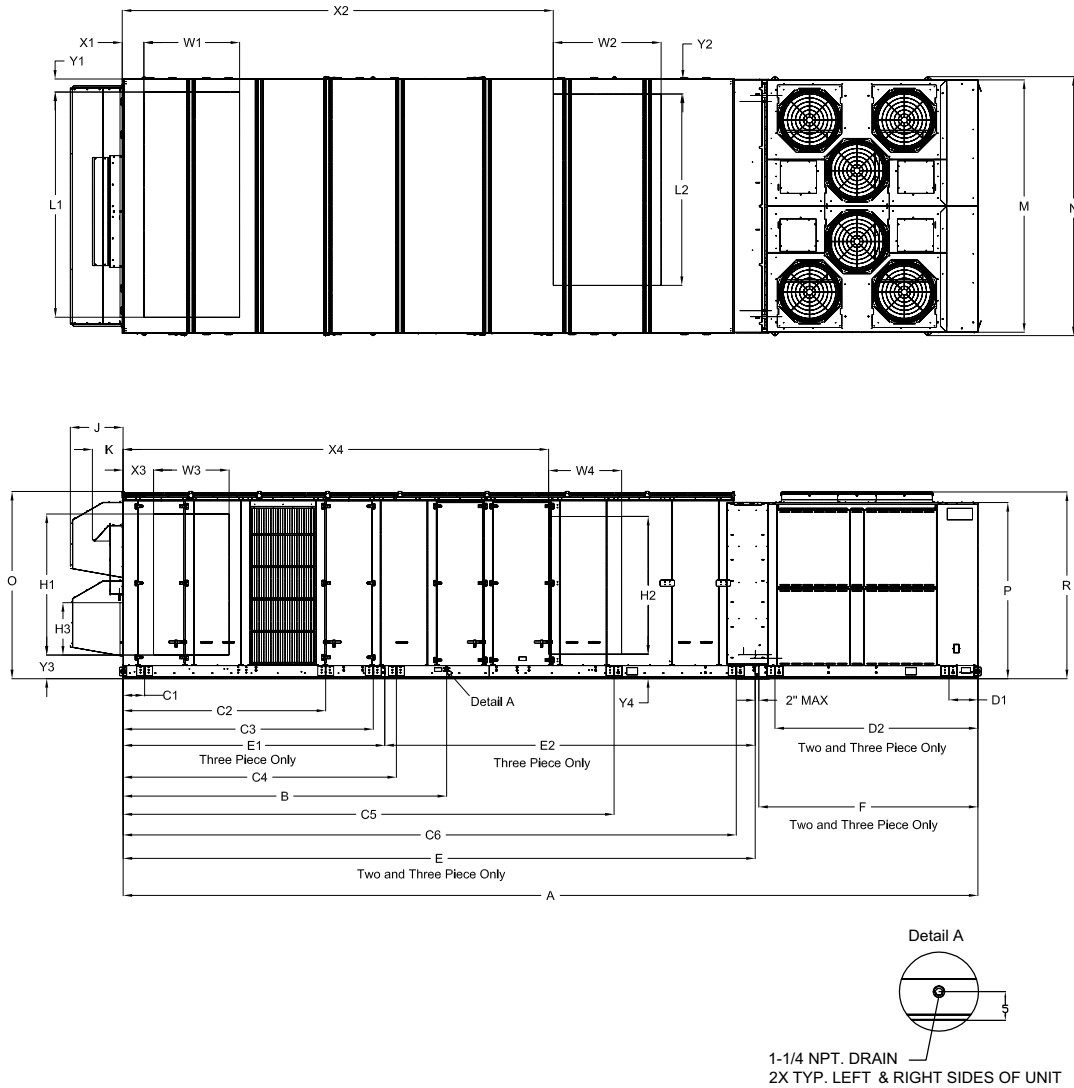 X2
X1
W1
W2
Y1
Y2
L1
L2
M
N
J
K
X4
X3
W3
W4
O
H1
H2
H3
P
R
Y3
C1
Detail A
Y4
2" MAX
D1
C2
D2
C3
Two and Three Piece Only
E1
E2
Three Piece Only
Three Piece Only
C4
B
F
C5
Two and Three Piece Only
C6
E
Two and Three Piece Only
A
Detail A
5
1-1/4 NPT. DRAIN
2X TYP. LEFT & RIGHT SIDES OF UNIT